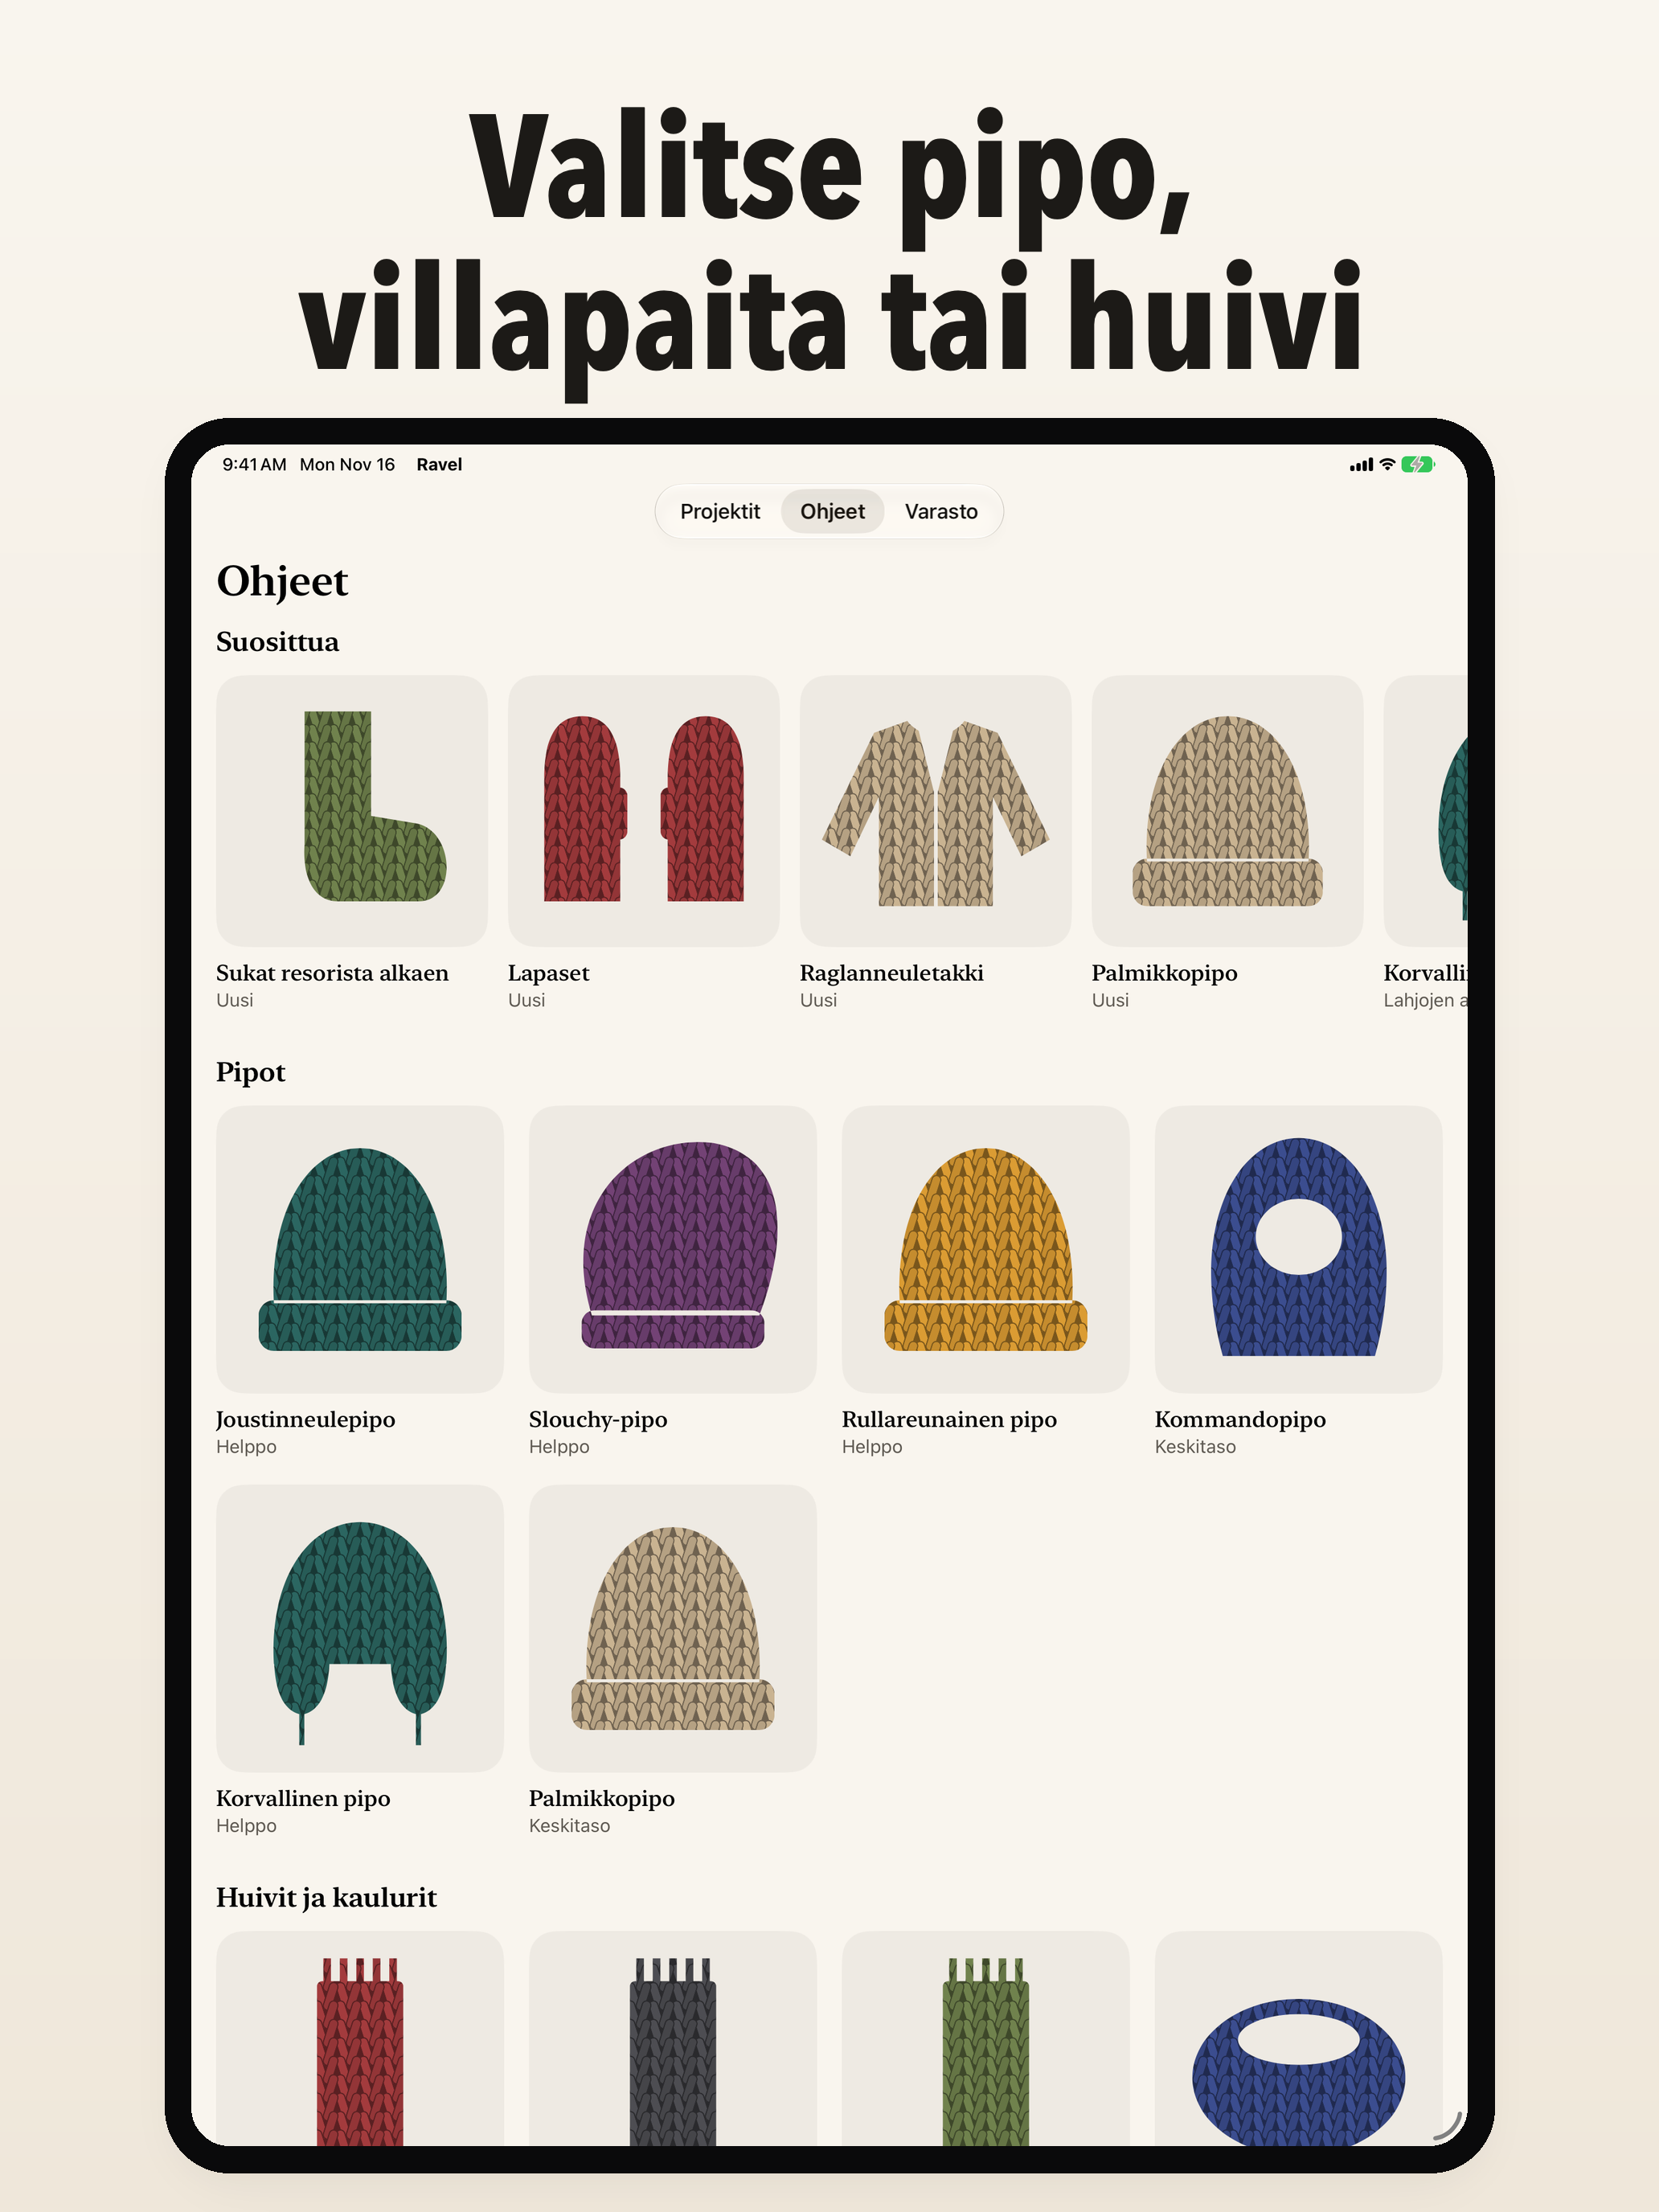 Valitse pipo,
villapaita tai huivi
9:41 AM Mon Nov 16 Ravel
Projektit Ohjeet Varasto
Ohjeet
Suosittua
Sukat resorista alkaen
Uusi
Lapaset
Uusi
Raglanneuletakki
Uusi
Palmikkopipo
Uusi
Lahjojen
Pipot
Joustinneulepipo
Helppo
Slouchy-pipo
Helppo
Rullareunainen pipo
Helppo
Kommandopipo
Keskitaso
Korvallinen pipo
Helppo
Palmikkopipo
Keskitaso
Huivit ja kaulurit